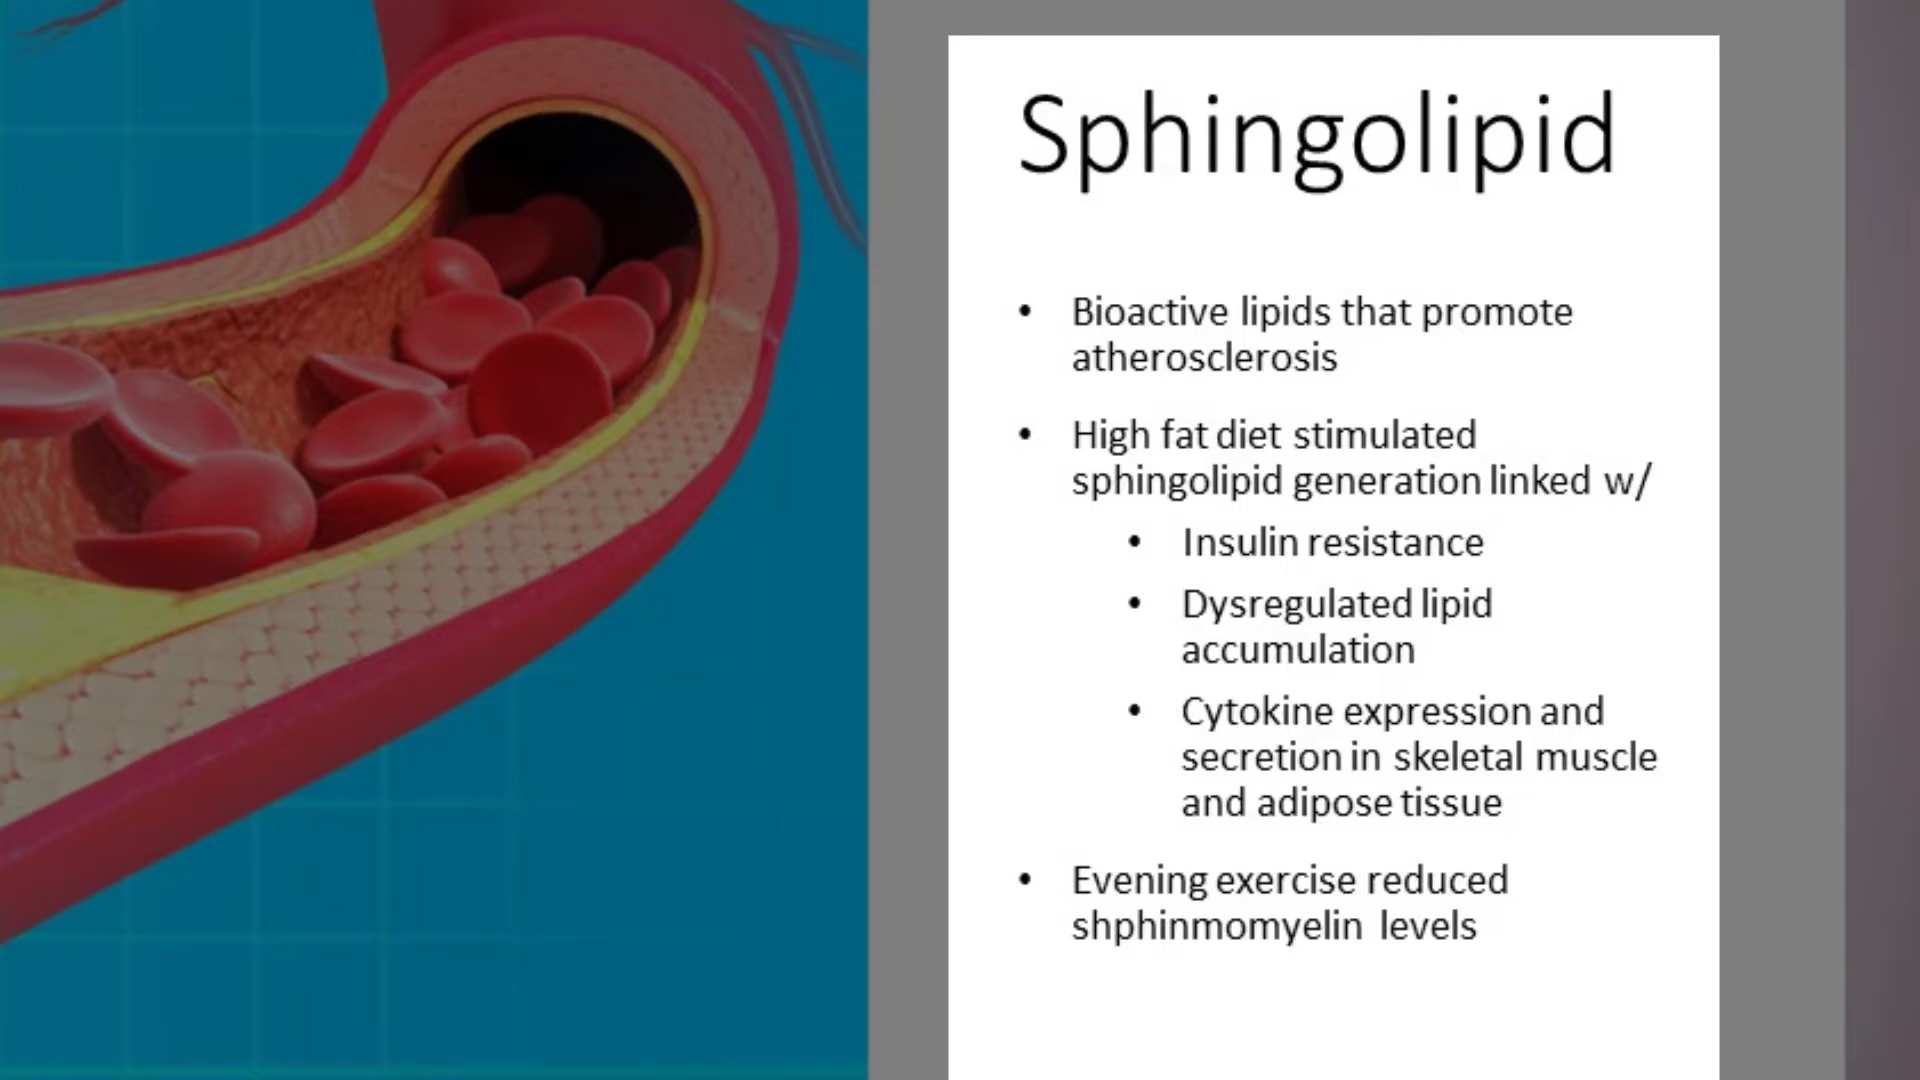 Sphingolipid
• Bioactive lipids that promote
atherosclerosis
• High fat diet stimulated
sphingolipid generation linked w/
• Insulin resistance
• Dysregulated lipid
accumulation
• Cytokine expression and
secretion in skeletal muscle
and adipose tissue
• Evening exercise reduced
shphinmomyelin levels